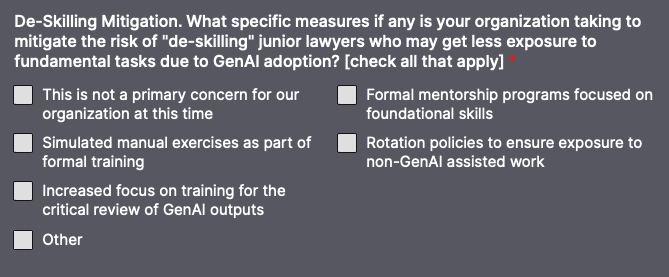 De-Skilling Mitigation. What specific measures if any is your organization taking to
mitigate the risk of "de-skilling" junior lawyers who may get less exposure to
fundamental tasks due to GenAI adoption? [check all that apply] *
This is not a primary concern for our
organization at this time
Simulated manual exercises as part of
formal training
Increased focus on training for the
critical review of GenAI outputs
Other
Formal mentorship programs focused on
foundational skills
Rotation policies to ensure exposure to
non-GenAI assisted work